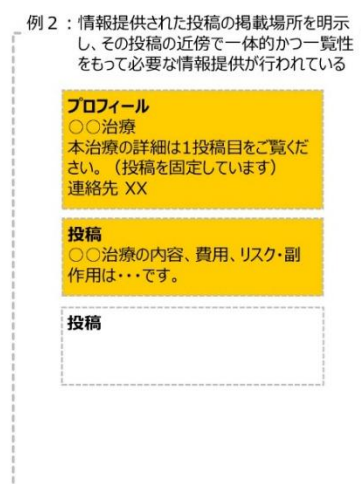 例2：情報提供された投稿の掲載場所を明示
し、その投稿の近傍で一体的かつ一覧性
をもって必要な情報提供が行われている
プロフィール
○○治療
本治療の詳細は1投稿目をご覧くだ
さい。（投稿を固定しています）
連絡先 XX
投稿
○○治療の内容、費用、リスク・副
作用は・・・です。
投稿